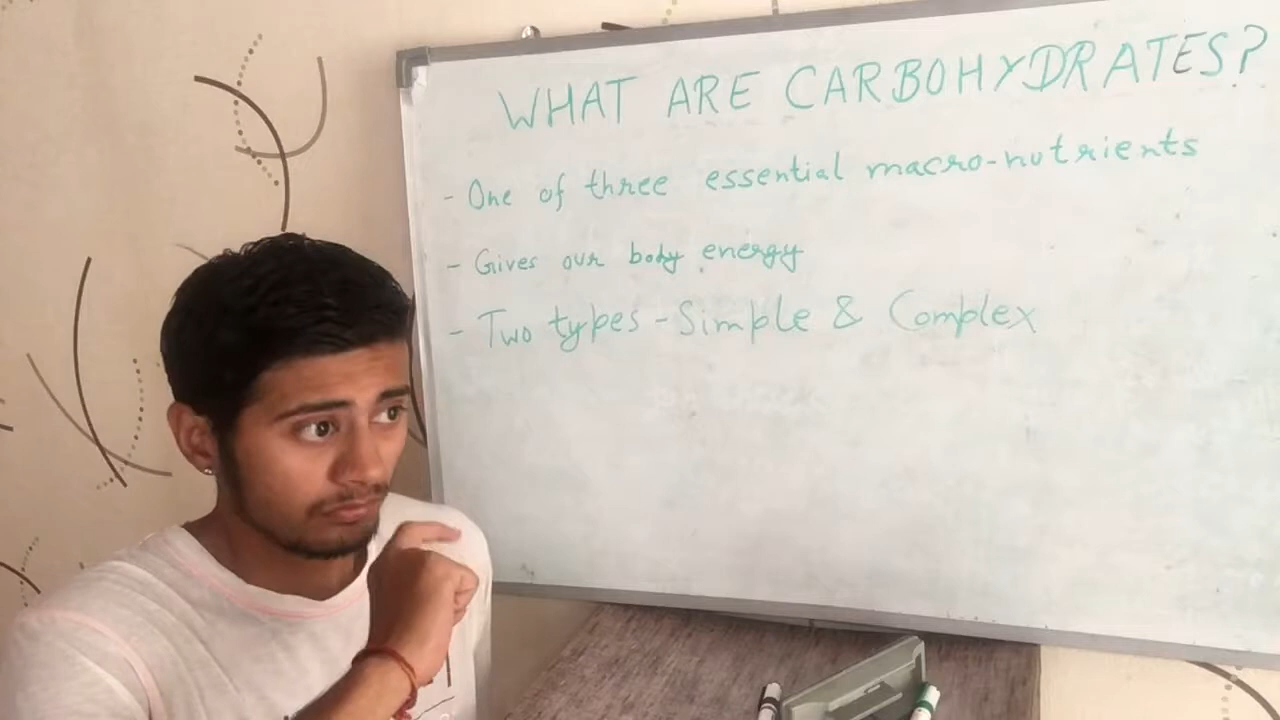 WHAT ARE CARBOHYDRATES?
- One of three essential macro-nutrients
- Gives our body energy
- Two types - Simple & Complex